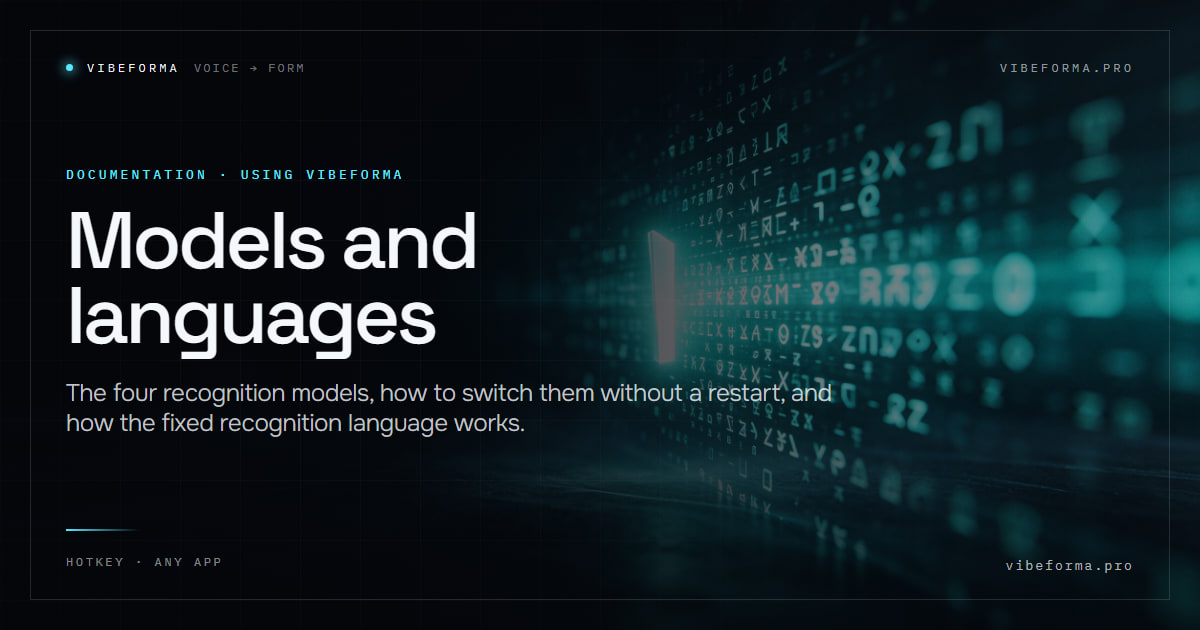 VIBEFORMA VOICE → FORM
VIBEFORMA.PRO
DOCUMENTATION · USING VIBEFORMA
Models and
languages
The four recognition models, how to switch them without a restart, and
how the fixed recognition language works.
HOTKEY · ANY APP
vibeforma.pro